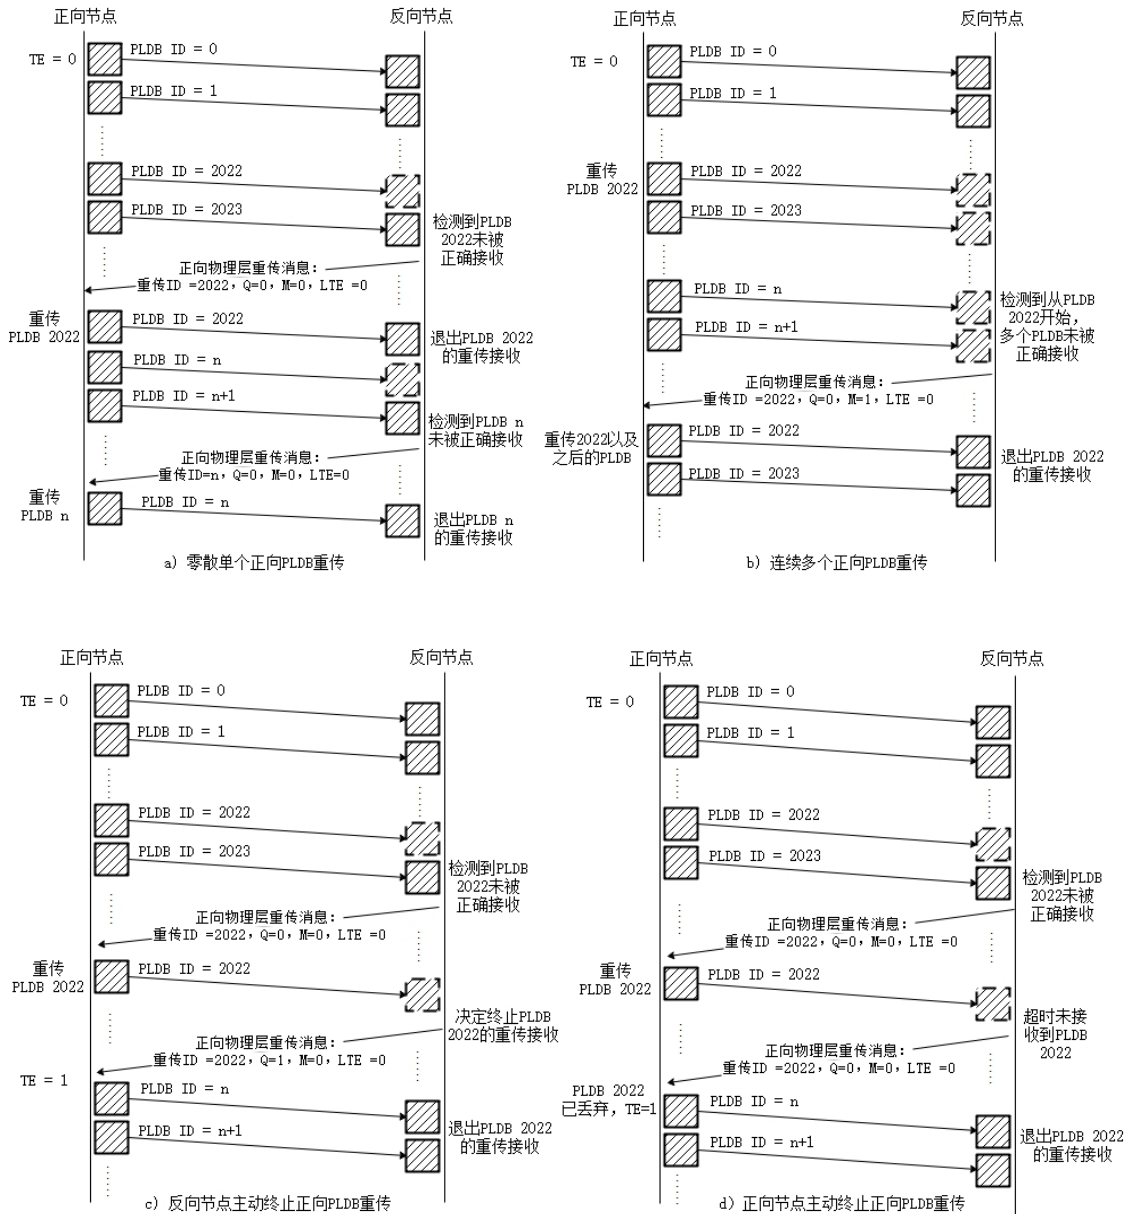 正向节点
反向节点
TE = 0
PLDB ID = 0
PLDB ID = 1
PLDB ID = 2022
PLDB ID = 2023
检测到PLDB
2022未被
正确接收
正向物理层重传消息:
重传ID =2022, Q=0, M=0, LTE =0
重传
PLDB 2022
PLDB ID = 2022
退出PLDB 2022
的重传接收
PLDB ID = n
PLDB ID = n+1
检测到PLDB n
未被正确接收
正向物理层重传消息:
重传ID=n, Q=0, M=0, LTE=0
重传
PLDB n
PLDB ID = n
退出PLDB n
的重传接收
a) 零散单个正向PLDB重传
正向节点
反向节点
TE = 0
PLDB ID = 0
PLDB ID = 1
重传
PLDB 2022
PLDB ID = 2022
PLDB ID = 2023
PLDB ID = n
PLDB ID = n+1
检测到从PLDB
2022开始,
多个PLDB未被
正确接收
正向物理层重传消息:
重传ID =2022, Q=0, M=1, LTE =0
重传2022以及
之后的PLDB
PLDB ID = 2022
PLDB ID = 2023
退出PLDB 2022
的重传接收
b) 连续多个正向PLDB重传
正向节点
反向节点
TE = 0
PLDB ID = 0
PLDB ID = 1
PLDB ID = 2022
PLDB ID = 2023
检测到PLDB
2022未被
正确接收
正向物理层重传消息:
重传ID =2022, Q=0, M=0, LTE =0
重传
PLDB 2022
PLDB ID = 2022
决定终止PLDB
2022的重传接收
正向物理层重传消息:
重传ID =2022, Q=1, M=0, LTE =0
TE = 1
PLDB ID = n
PLDB ID = n+1
退出PLDB 2022
的重传接收
c) 反向节点主动终止正向PLDB重传
正向节点
反向节点
TE = 0
PLDB ID = 0
PLDB ID = 1
PLDB ID = 2022
PLDB ID = 2023
检测到PLDB
2022未被
正确接收
正向物理层重传消息:
重传ID =2022, Q=0, M=0, LTE =0
重传
PLDB 2022
PLDB ID = 2022
超时未接
收到PLDB
2022
正向物理层重传消息:
重传ID =2022, Q=0, M=0, LTE =0
PLDB 2022
已丢弃, TE=1
PLDB ID = n
PLDB ID = n+1
退出PLDB 2022
的重传接收
d) 正向节点主动终止正向PLDB重传